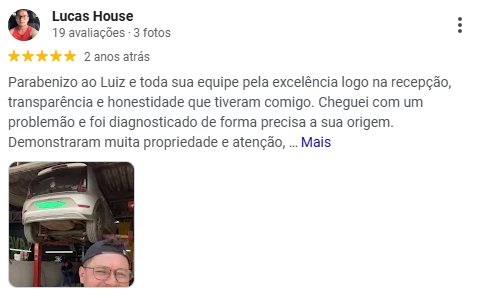 Lucas House
19 avaliações · 3 fotos
2 anos atrás
Parabenizo ao Luiz e toda sua equipe pela excelência logo na recepção,
transparência e honestidade que tiveram comigo. Cheguei com um
problemão e foi diagnosticado de forma precisa a sua origem.
Demonstraram muita propriedade e atenção, … Mais